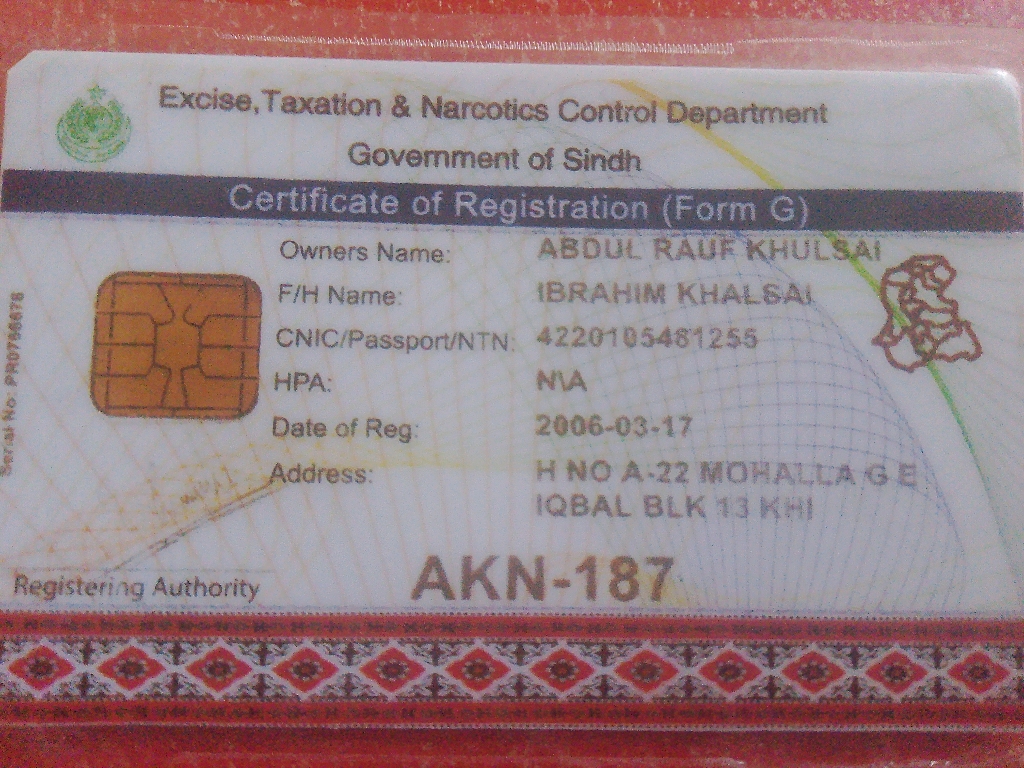 Excise, Taxation & Narcotics Control Department
Government of Sindh
Certificate of Registration (Form G)
Owners Name: ABDUL RAUF KHULSAI
F/H Name: IBRAHIM KHALSAI
CNIC/Passport/NTN: 4220105481255
HPA: N\A
Date of Reg: 2006-03-17
Address: H NO A-22 MOHALLA G E
IQBAL BLK 13 KHI
AKN-187
Registering Authority
Serial No: